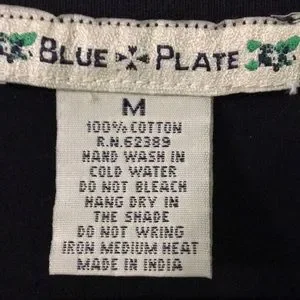 BLUE PLATE
M
100% COTTON
R.N.62389
HAND WASH IN
COLD WATER
DO NOT BLEACH
HANG DRY IN
THE SHADE
DO NOT WRING
IRON MEDIUM HEAT
MADE IN INDIA